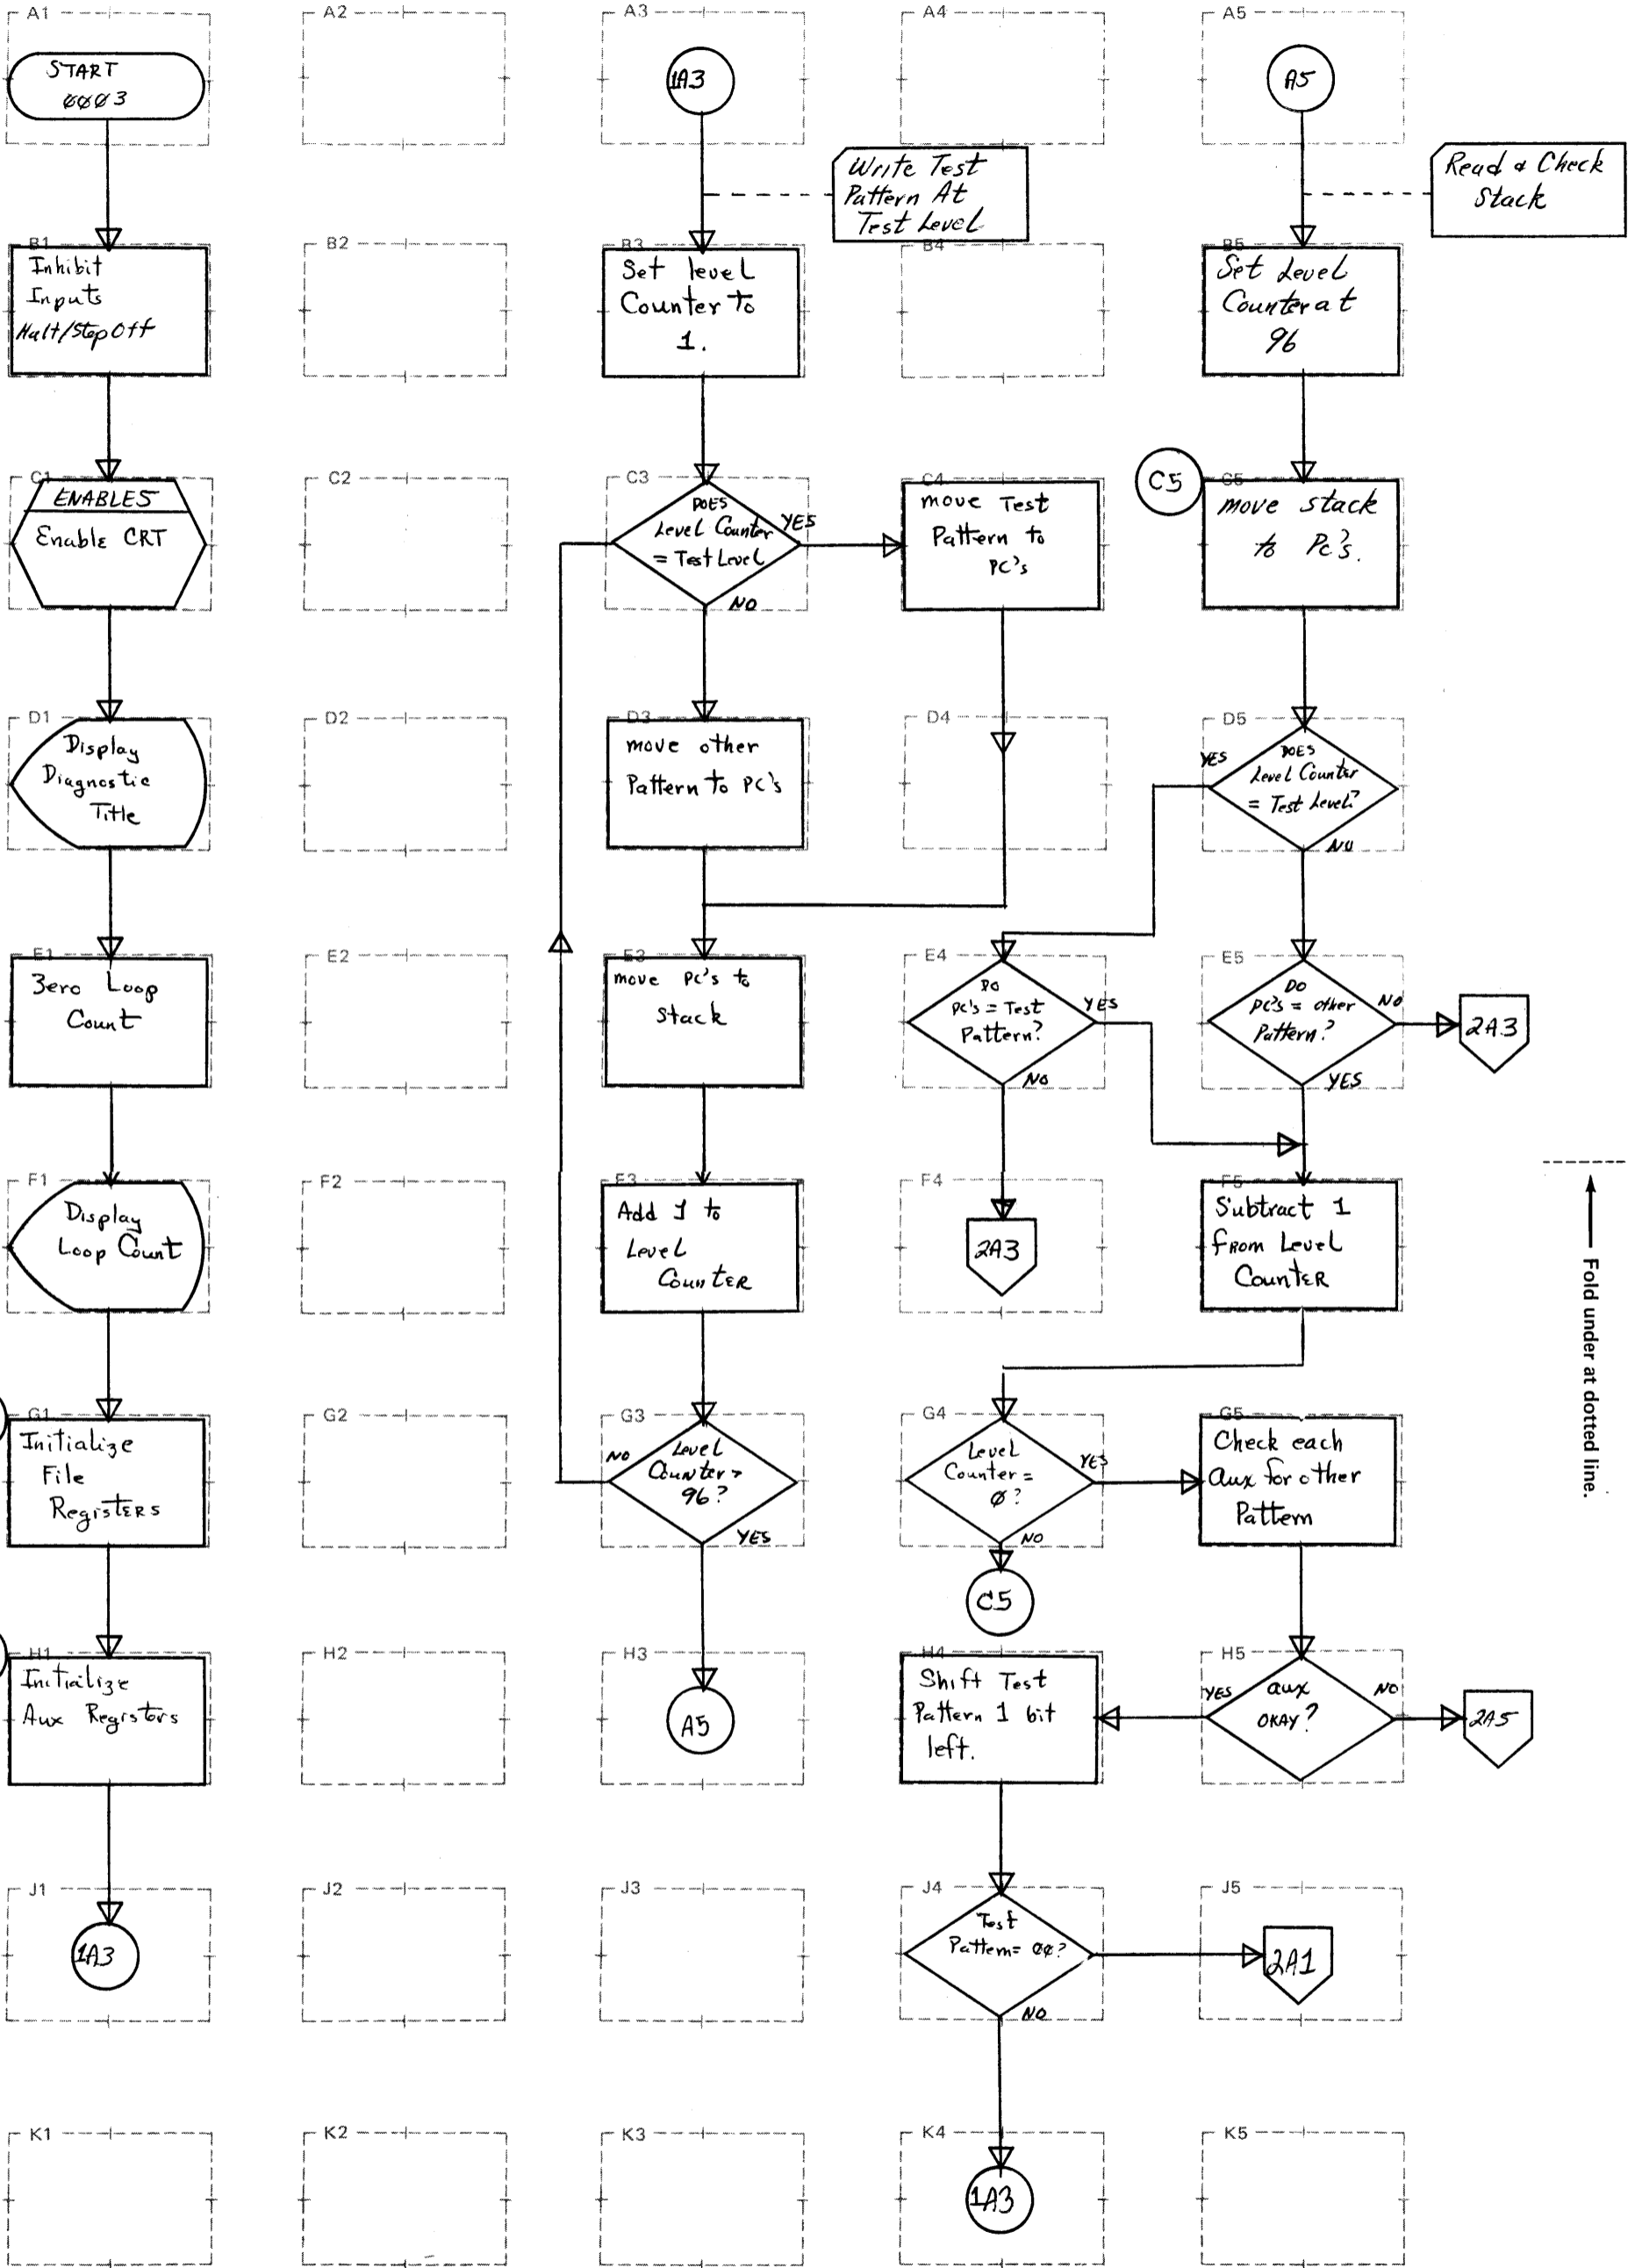 A1
START
ØØØ3
B1
Inhibit
Inputs
Halt/Step Off
C1
ENABLES
Enable CRT
D1
Display
Diagnostic
Title
E1
Zero Loop
Count
F1
Display
Loop Count
G1
Initialize
File
Registers
H1
Initialize
Aux Registors
J1
1A3
K1
A2
B2
C2
D2
E2
F2
G2
H2
J2
K2
A3
1A3
Write Test
Pattern At
Test Level
B3
Set level
Counter to
1.
C3
DOES
Level Counter
= Test Level
YES
NO
D3
move other
Pattern to PC's
E3
move PC's to
Stack
F3
Add 1 to
Level
Counter
G3
Level
Counter >
96?
NO
YES
H3
A5
J3
K3
A4
B4
C4
move Test
Pattern to
PC's
D4
E4
DO
PC's = Test
Pattern?
YES
NO
F4
2A3
G4
Level
Counter =
Ø?
YES
NO
C5
H4
Shift Test
Pattern 1 bit
left.
J4
Test
Pattern= ØØ?
NO
K4
1A3
A5
A5
Read & Check
Stack
B5
Set Level
Counter at
96
C5
C5
move stack
to Pc's.
D5
DOES
Level Counter
= Test Level?
YES
NO
E5
DO
PC'S = other
Pattern?
NO
YES
2A3
F5
Subtract 1
from Level
Counter
G5
Check each
aux for other
Pattern
H5
aux
OKAY?
YES
NO
2A5
J5
2A1
K5
Fold under at dotted line.